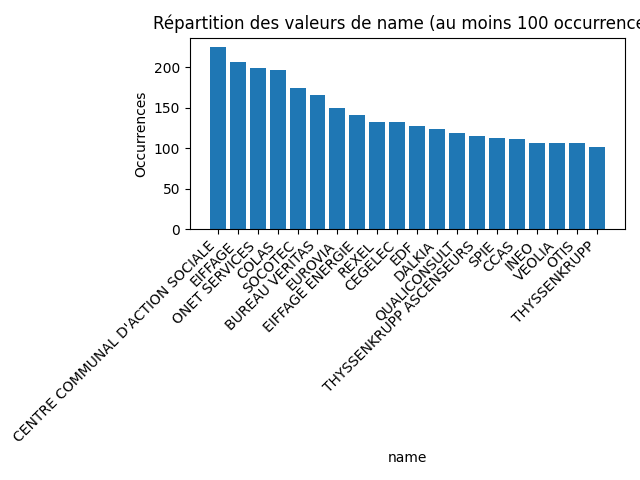 Répartition des valeurs de name (au moins 100 occurrence
Occurrences
200
150
100
50
0
CENTRE COMMUNAL D'ACTION SOCIALE
EIFFAGE
ONET SERVICES
COLAS
SOCOTEC
BUREAU VERITAS
EUROVIA
EIFFAGE ENERGIE
REXEL
CEGELEC
EDF
DALKIA
QUALICONSULT
THYSSENKRUPP ASCENSEURS
SPIE
CCAS
INEO
VEOLIA
OTIS
THYSSENKRUPP
name